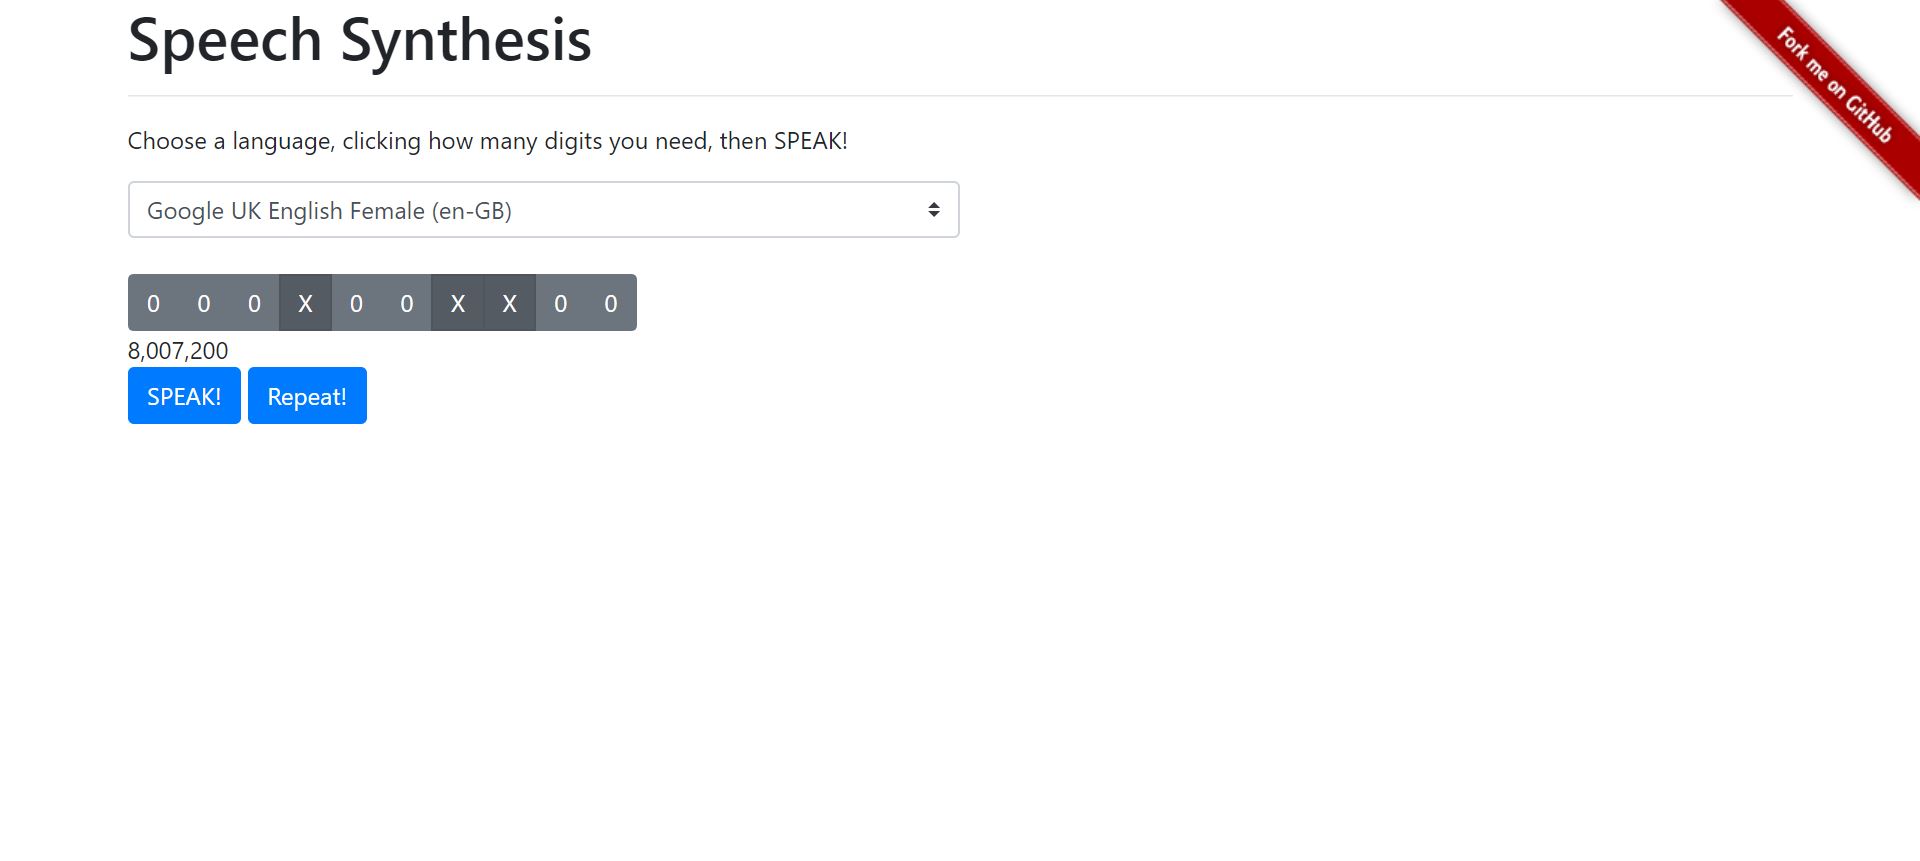 Speech Synthesis
Fork me on GitHub
Choose a language, clicking how many digits you need, then SPEAK!
Google UK English Female (en-GB)
0 0 0 X 0 0 X X 0 0
8,007,200
SPEAK! Repeat!